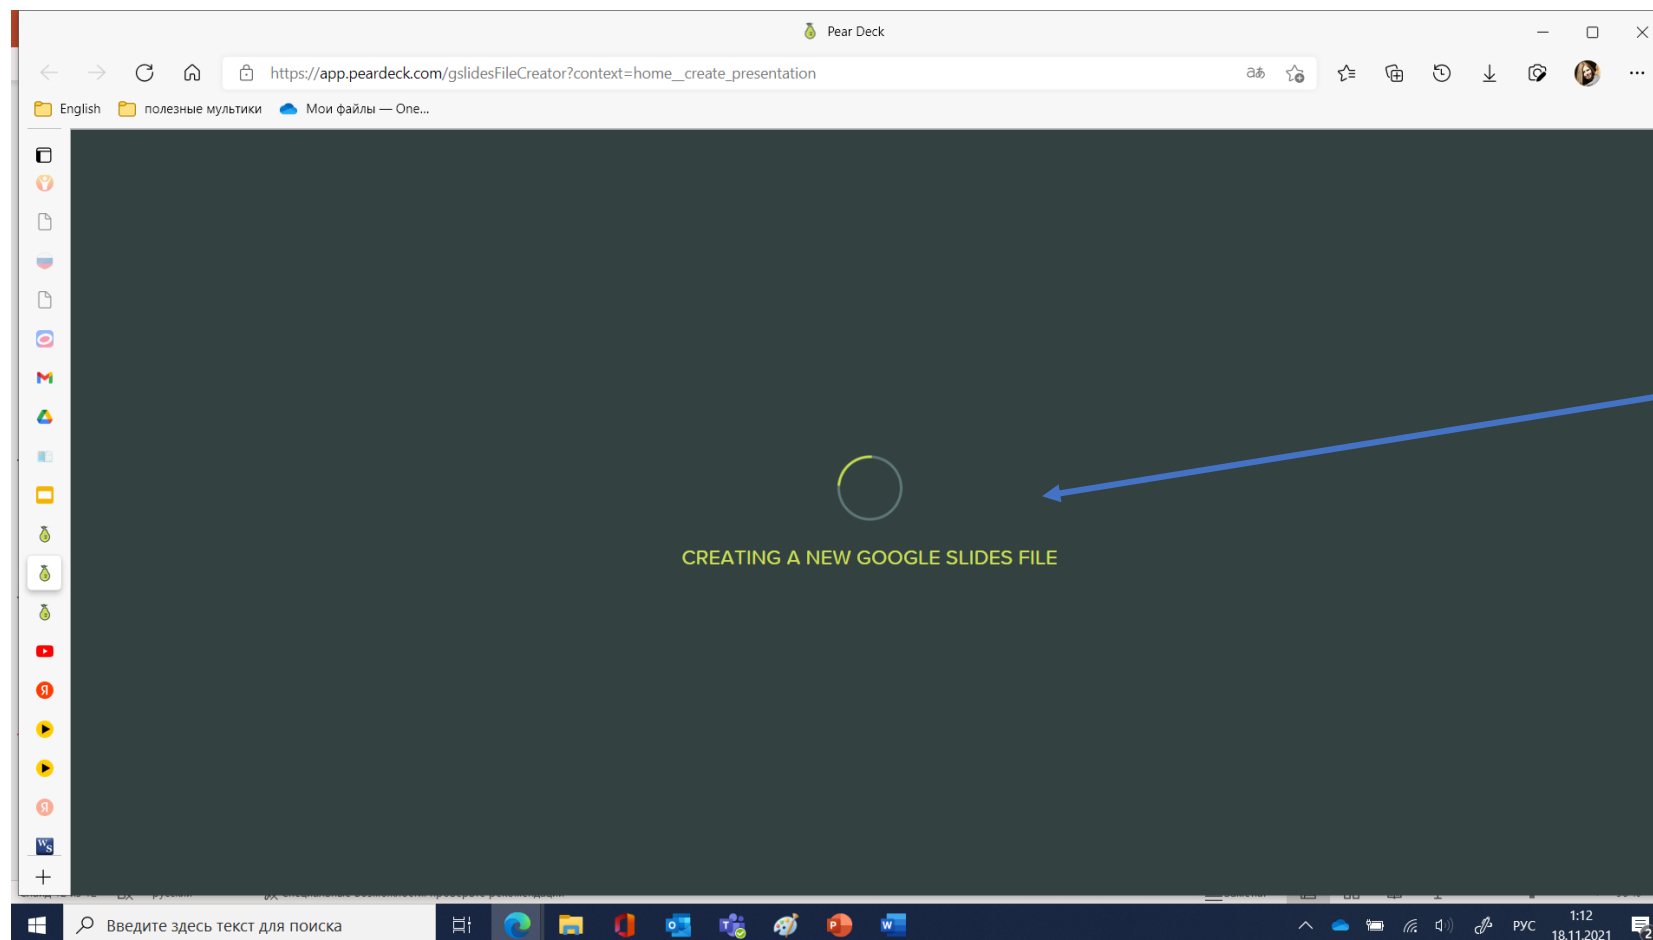 Pear Deck
https://app.peardeck.com/gslidesFileCreator?context=home__create_presentation
English полезные мультики Мои файлы — One...
CREATING A NEW GOOGLE SLIDES FILE
Введите здесь текст для поиска
РУС
1:12
18.11.2021
2